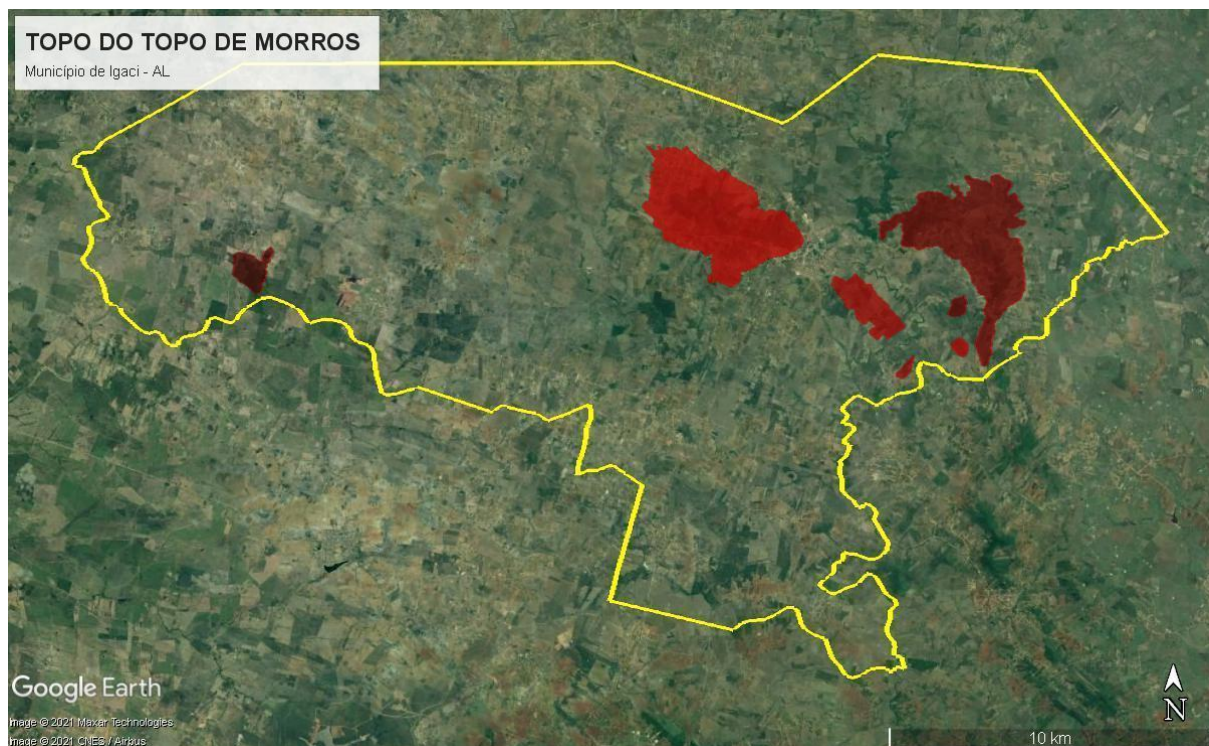 TOPO DO TOPO DE MORROS
Município de Igaci - AL
Google Earth
Image © 2021 Maxar Technologies
Image © 2021 CNES / Airbus
N
10 km